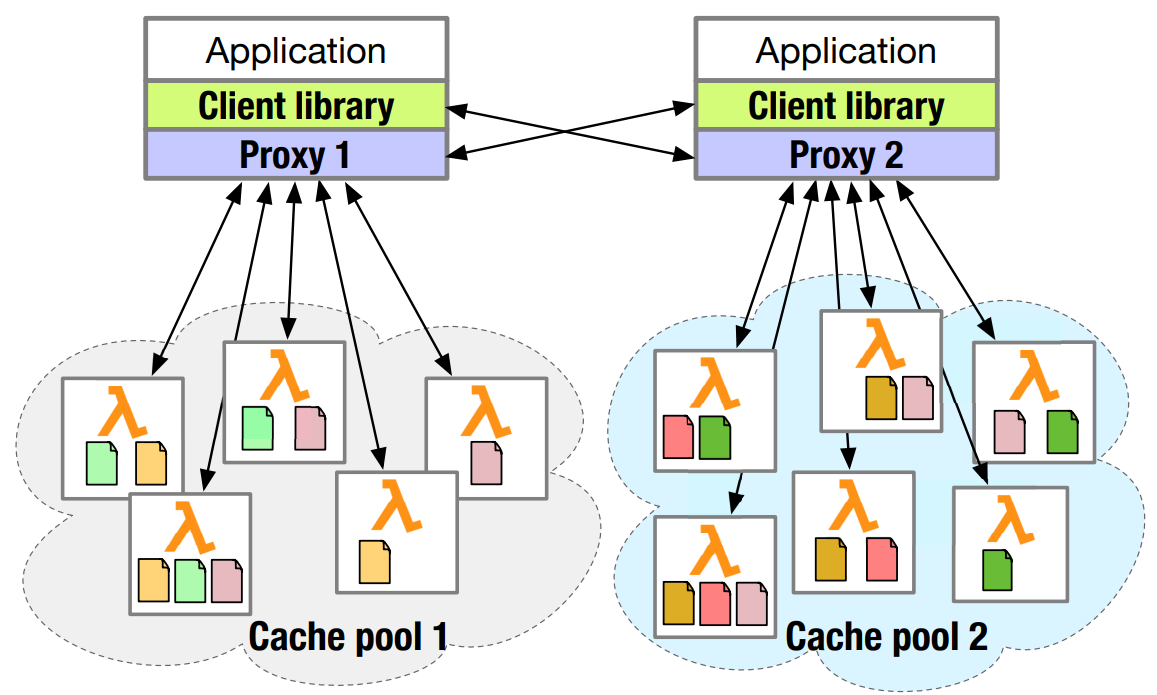 Application
Client library
Proxy 1
Application
Client library
Proxy 2
λ
λ
λ
λ
λ
Cache pool 1
λ
λ
λ
λ
λ
λ
Cache pool 2